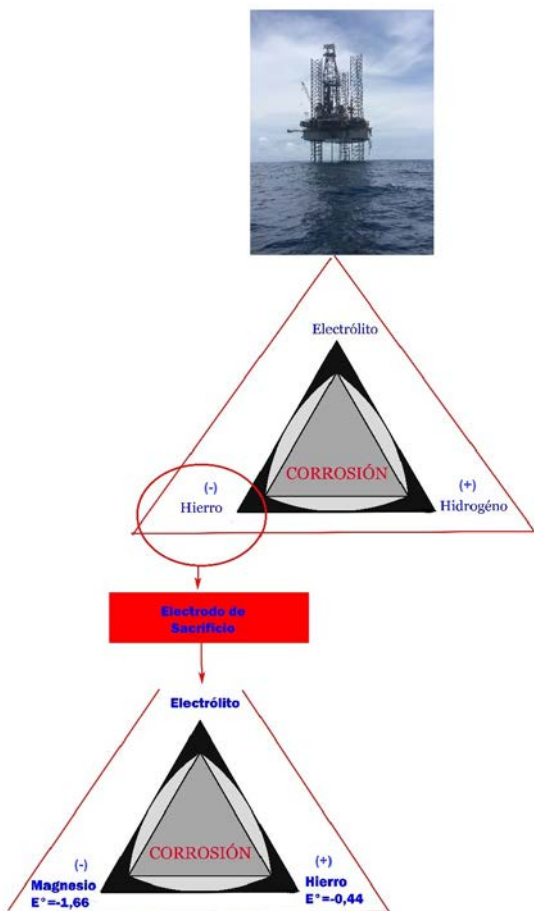 Electrólito
CORROSIÓN
(-)
Hierro
(+)
Hidrogéno
Electrodo de
Sacrificio
Electrólito
CORROSIÓN
(-)
Magnesio
E°=-1,66
(+)
Hierro
E°=-0,44